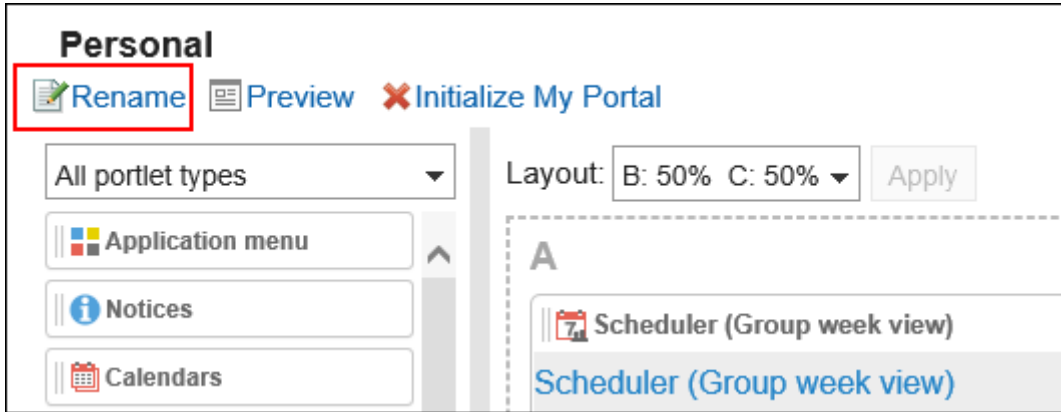 Personal
Rename Preview Initialize My Portal
All portlet types
Layout: B: 50% C: 50% Apply
Application menu
Notices
Calendars
A
7 Scheduler (Group week view)
Scheduler (Group week view)